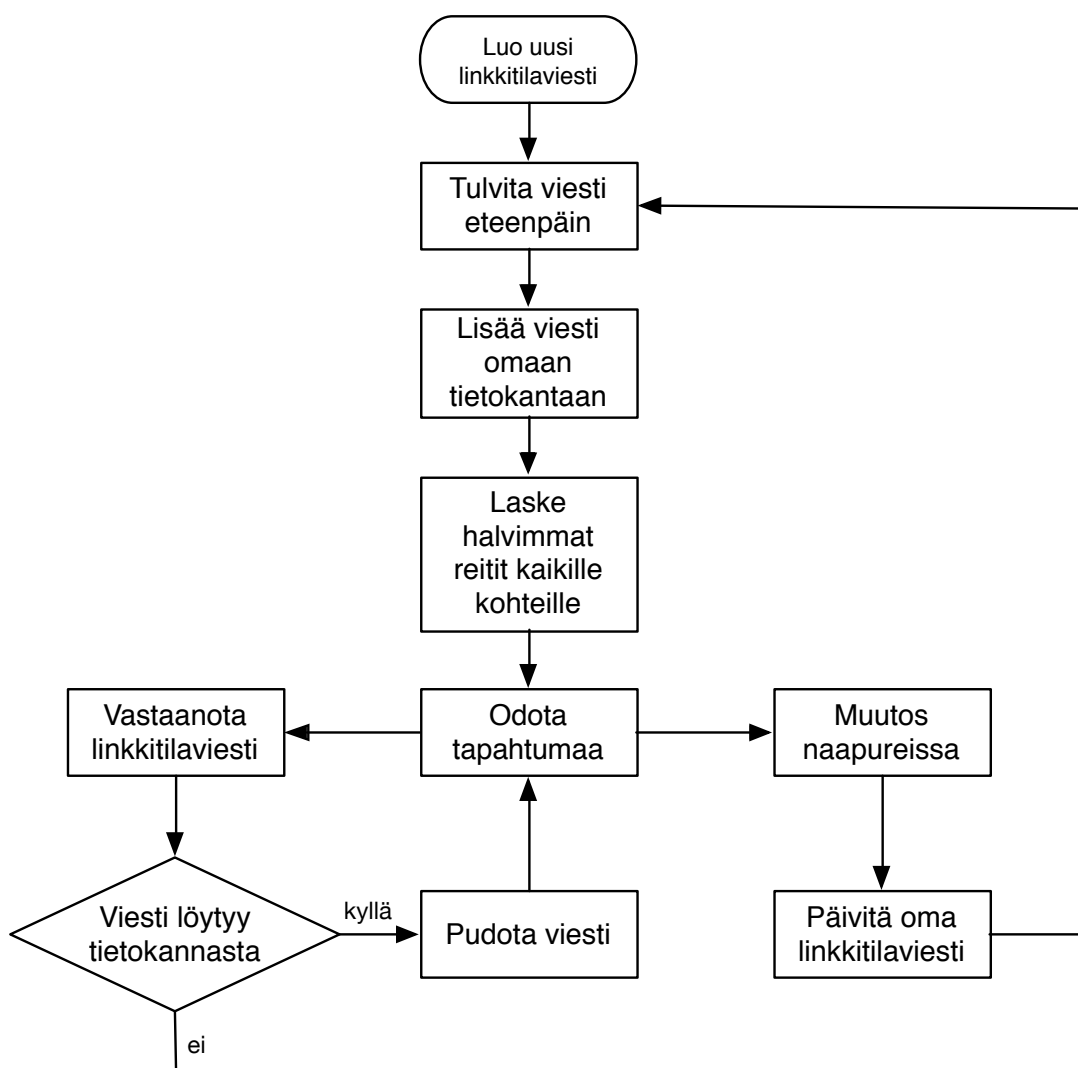 Luo uusi
linkkitilaviesti
Tulvita viesti
eteenpäin
Lisää viesti
omaan
tietokantaan
Laske
halvimmat
reitit kaikille
kohteille
Vastaanota
linkkitilaviesti
Odota
tapahtumaa
Muutos
naapureissa
Viesti löytyy
tietokannasta
kyllä
Pudota viesti
Päivitä oma
linkkitilaviesti
ei